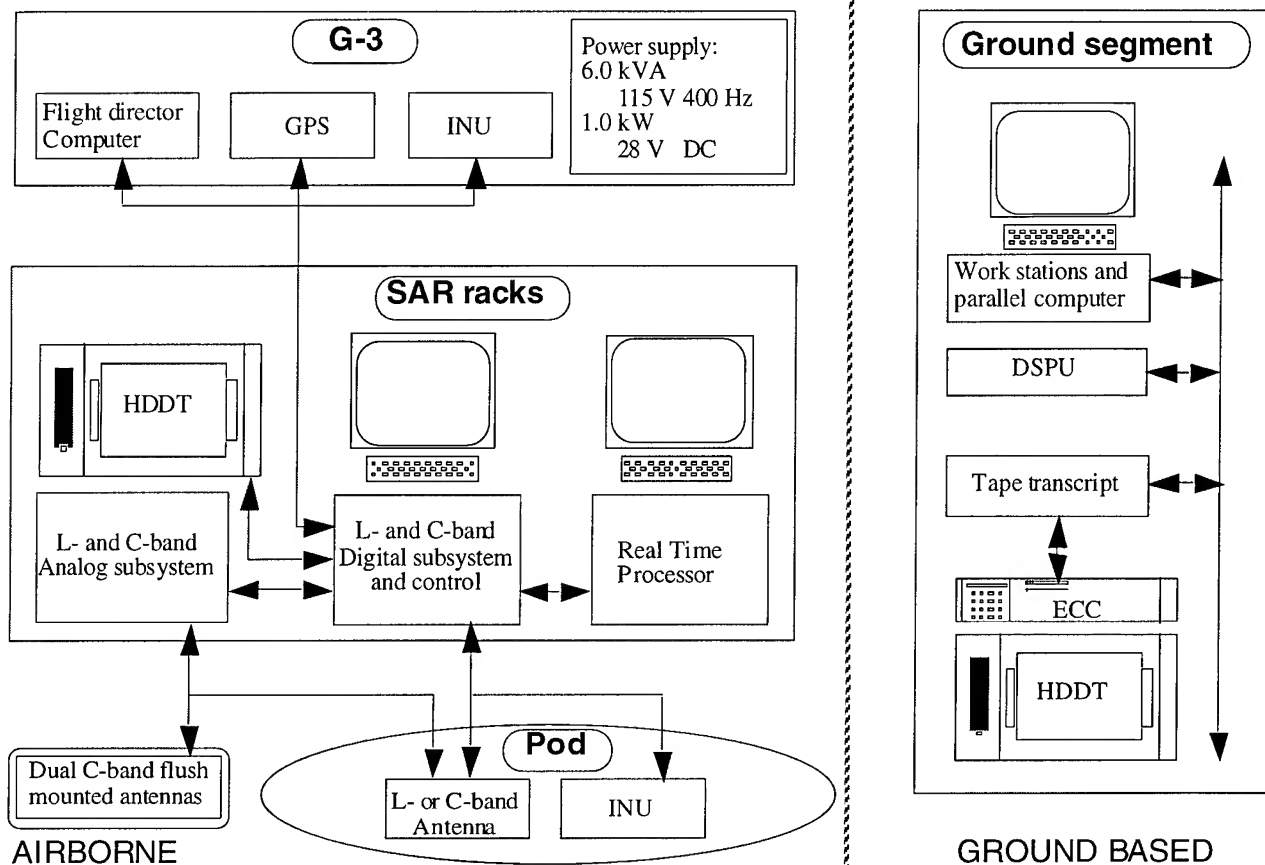 G-3
Flight director
Computer
GPS
INU
Power supply:
6.0 kVA
115 V 400 Hz
1.0 kW
28 V DC
SAR racks
HDDT
L- and C-band
Analog subsystem
L- and C-band
Digital subsystem
and control
Real Time
Processor
Dual C-band flush
mounted antennas
Pod
L- or C-band
Antenna
INU
AIRBORNE
Ground segment
Work stations and
parallel computer
DSPU
Tape transcript
ECC
HDDT
GROUND BASED